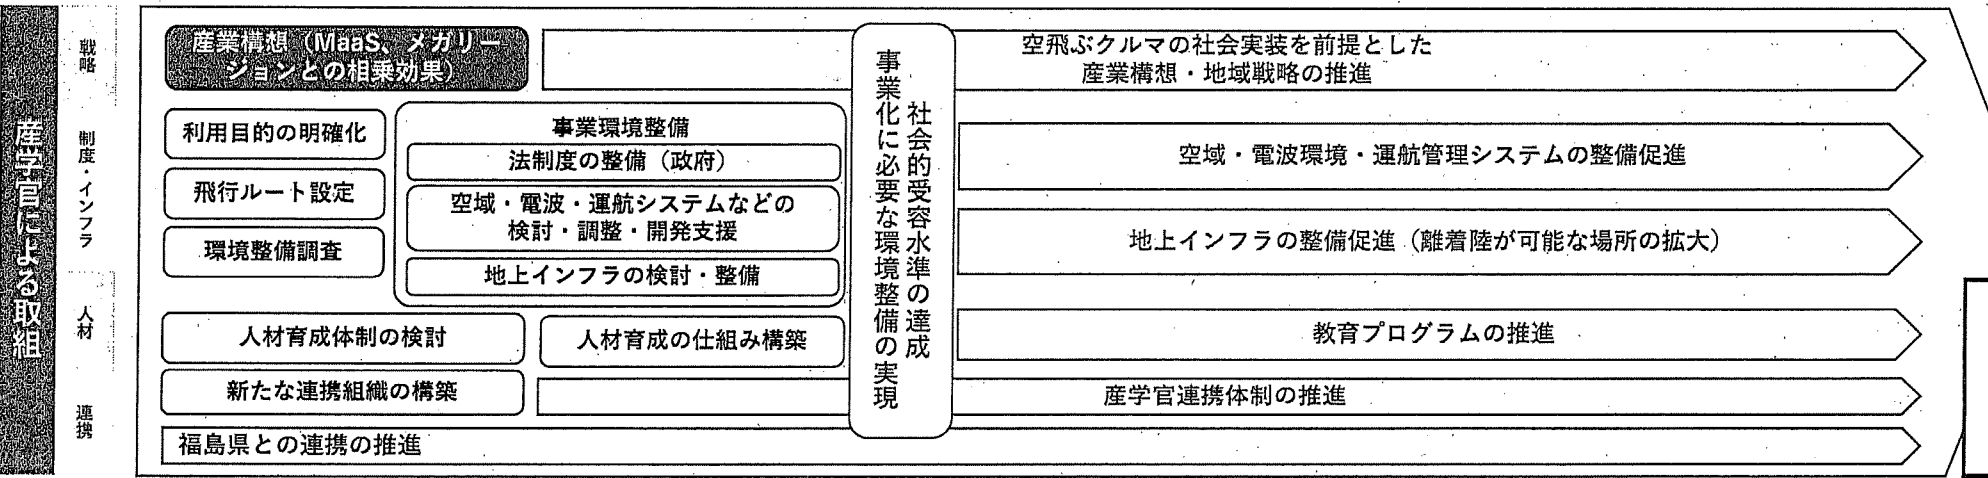 産学官による取組
戦略
産業構想（MaaS、メガリー
ジョンとの相乗効果）
空飛ぶクルマの社会実装を前提とした
産業構想・地域戦略の推進
制度・インフラ
利用目的の明確化
飛行ルート設定
環境整備調査
事業環境整備
法制度の整備（政府）
空域・電波・運航システムなどの
検討・調整・開発支援
地上インフラの検討・整備
社会的受容水準の達成
事業化に必要な環境整備の実現
空域・電波環境・運航管理システムの整備促進
地上インフラの整備促進（離着陸が可能な場所の拡大）
人材
人材育成体制の検討
人材育成の仕組み構築
教育プログラムの推進
連携
新たな連携組織の構築
産学官連携体制の推進
福島県との連携の推進